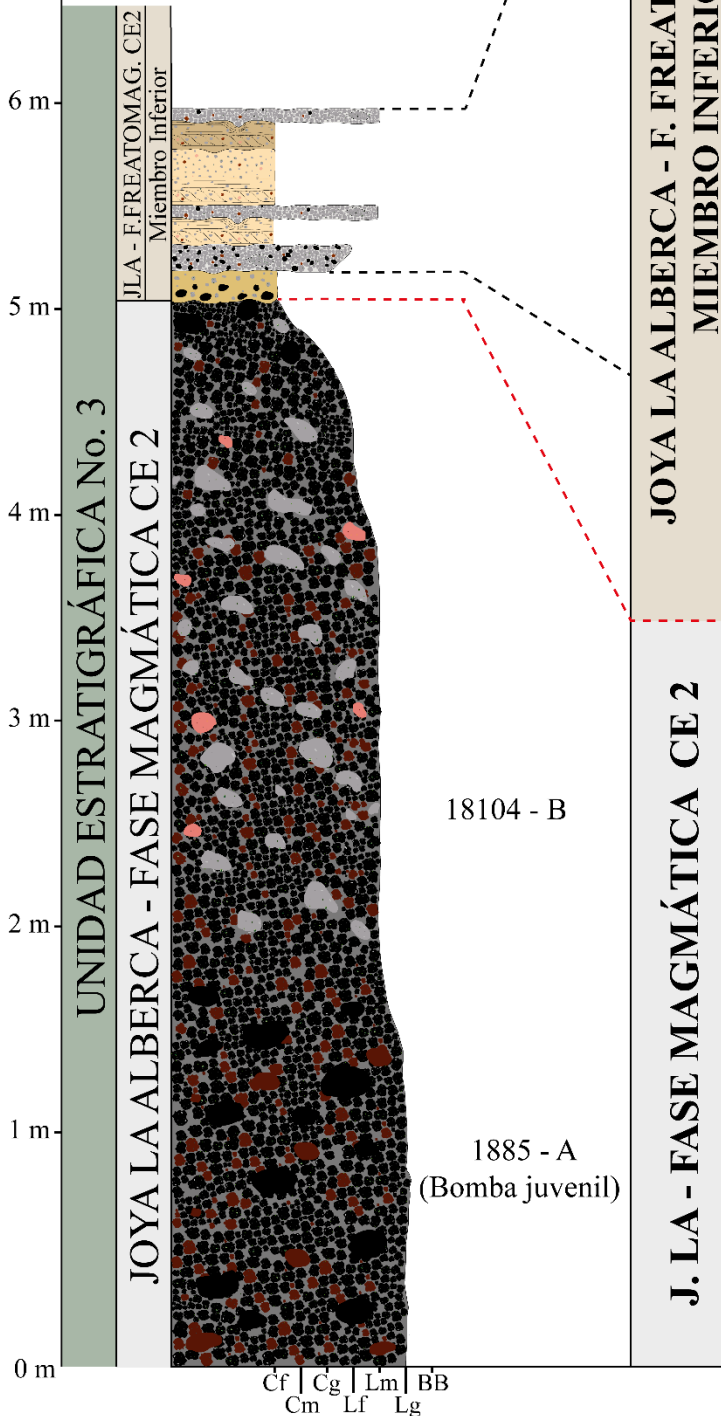 6 m
5 m
4 m
3 m
2 m
1 m
0 m
UNIDAD ESTRATIGRÁFICA No. 3
JLA - F.FREATOMAG. CE2
Miembro Inferior
JOYA LA ALBERCA - FASE MAGMÁTICA CE 2
18104 - B
1885 - A
(Bomba juvenil)
Cf Cg Lm BB
Cm Lf Lg
JOYA LA ALBERCA - F. FREAT
MIEMBRO INFERIO
J. LA - FASE MAGMÁTICA CE 2